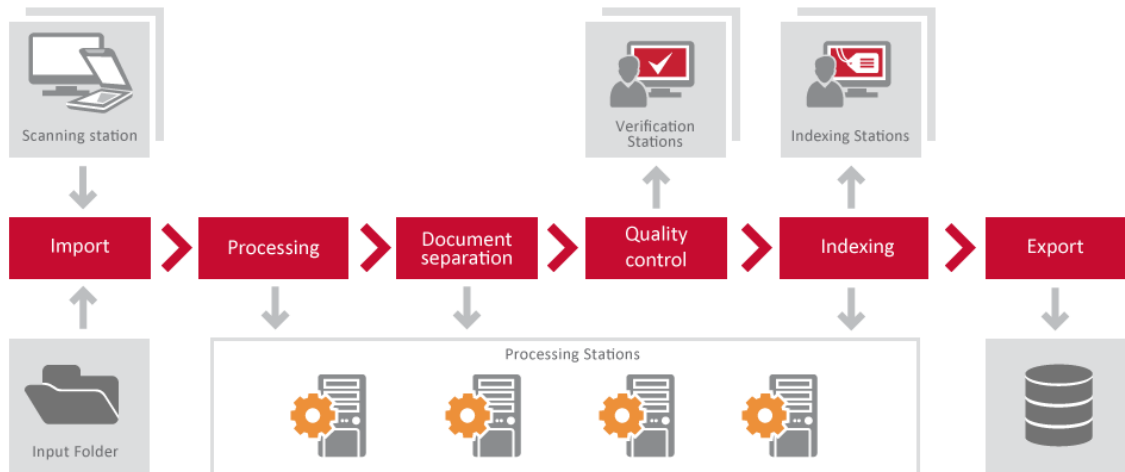 Scanning station
Verification
Stations
Indexing Stations
Import
Processing
Document
separation
Quality
control
Indexing
Export
Processing Stations
Input Folder